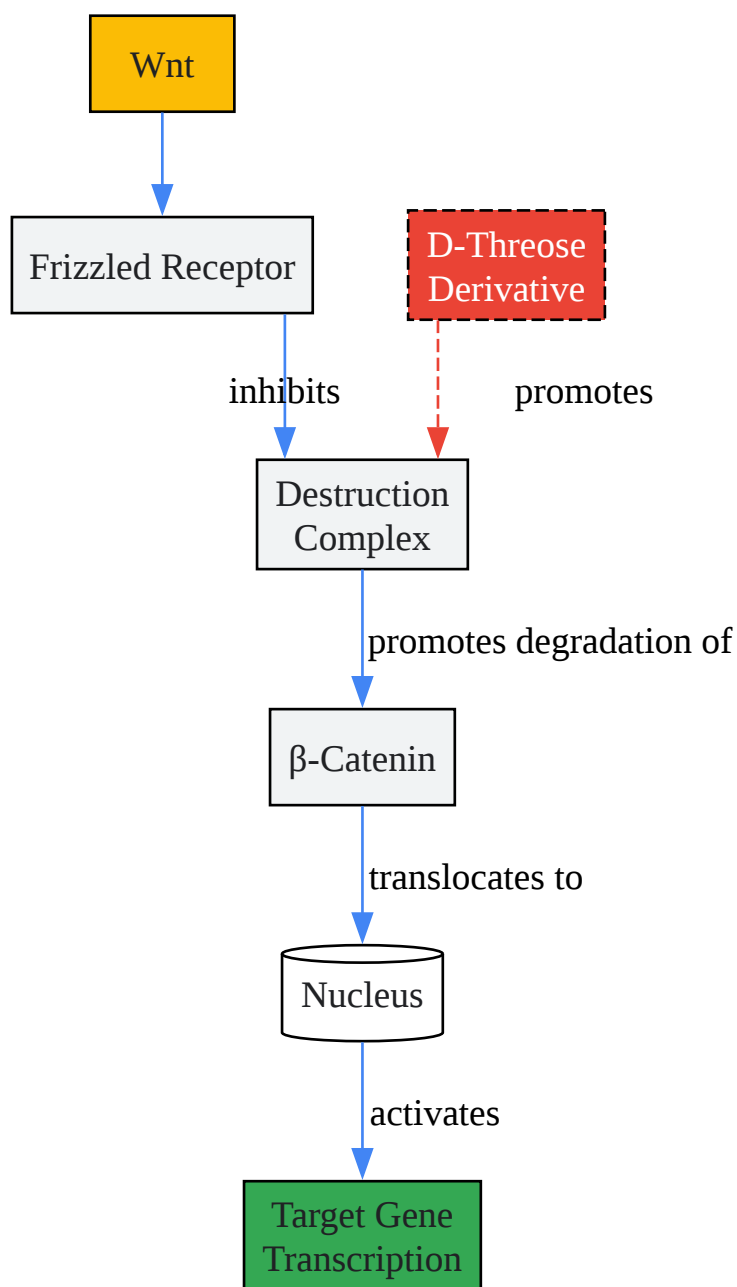 Wnt
Frizzled Receptor
D-Threose
Derivative
inhibits
promotes
Destruction
Complex
promotes degradation of
β-Catenin
translocates to
Nucleus
activates
Target Gene
Transcription